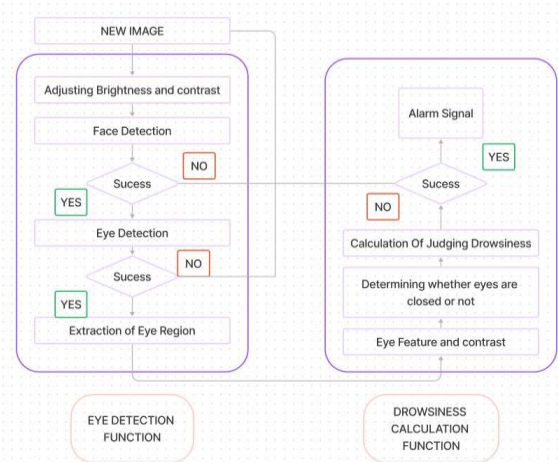 NEW IMAGE
Adjusting Brightness and contrast
Face Detection
NO
Sucess
YES
Eye Detection
NO
Sucess
YES
Extraction of Eye Region
EYE DETECTION
FUNCTION
Alarm Signal
YES
Sucess
NO
Calculation Of Judging Drowsiness
Determining whether eyes are
closed or not
Eye Feature and contrast
DROWSINESS
CALCULATION
FUNCTION